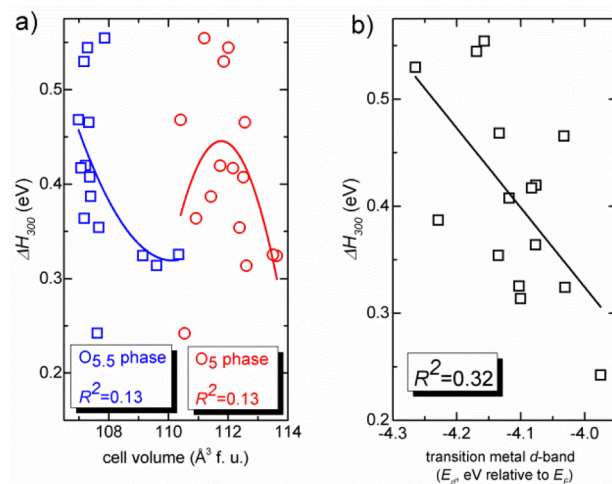 a)
b)
ΔH300 (eV)
0.5
0.4
0.3
0.2
O5.5 phase
R²=0.13
O5 phase
R²=0.13
108 110 112 114
cell volume (Å³ f. u.)
ΔH300 (eV)
0.5
0.4
0.3
0.2
R²=0.32
-4.3 -4.2 -4.1 -4.0
transition metal d-band
(Ed, eV relative to EF)